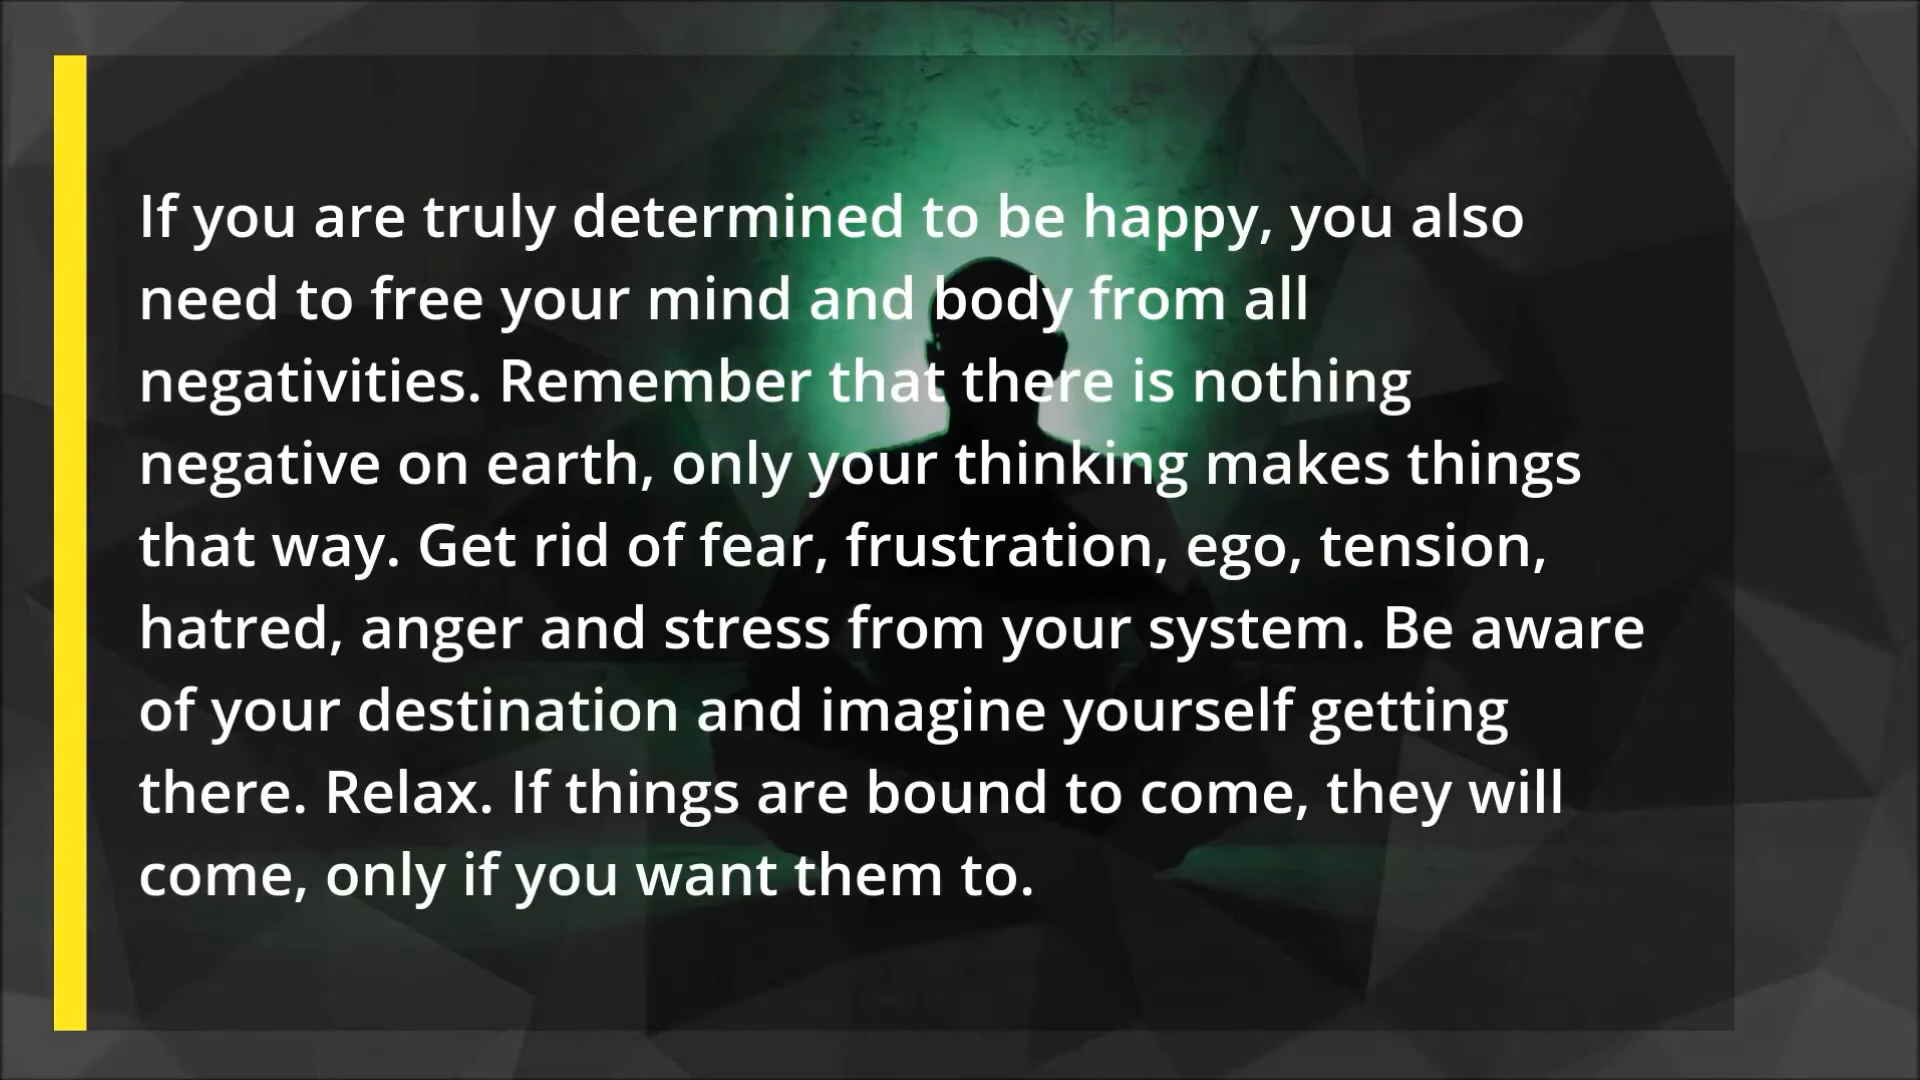 If you are truly determined to be happy, you also
need to free your mind and body from all
negativities. Remember that there is nothing
negative on earth, only your thinking makes things
that way. Get rid of fear, frustration, ego, tension,
hatred, anger and stress from your system. Be aware
of your destination and imagine yourself getting
there. Relax. If things are bound to come, they will
come, only if you want them to.